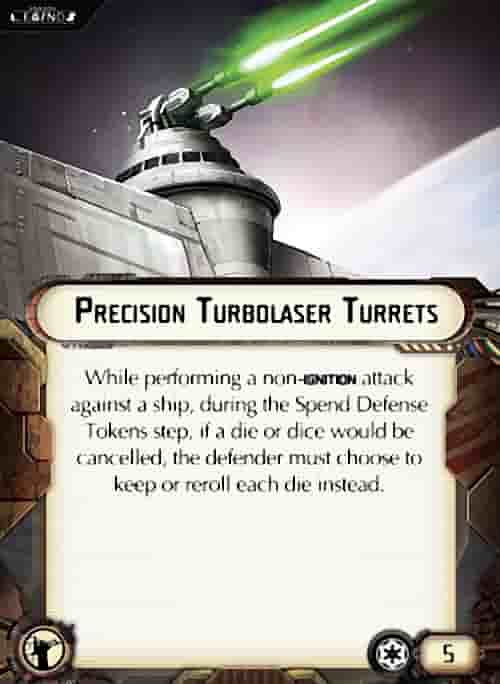 LEGENDS
PRECISION TURBOLASER TURRETS
While performing a non-IGNITION attack
against a ship, during the Spend Defense
Tokens step, if a die or dice would be
cancelled, the defender must choose to
keep or reroll each die instead.
5